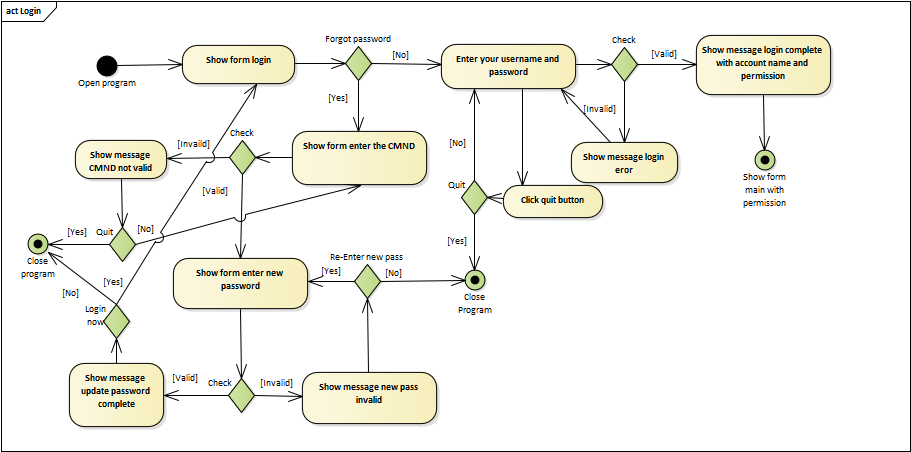 act Login
Open program
Show form login
Forgot password
[No]
[Yes]
Enter your username and
password
Check
[Valid]
[Invalid]
Show message login complete
with account name and
permission
Show form
main with
permission
Show message login
eror
Click quit button
Quit
[No]
[Yes]
Close
Program
Show form enter the CMND
Check
[Invaild]
[Valid]
Show message
CMND not valid
Quit
[Yes]
[No]
Close
program
Show form enter new
password
Re-Enter new pass
[Yes]
[No]
Check
[Valid]
[Invalid]
Show message new pass
invalid
Show message
update password
complete
Login
now
[No]
[Yes]